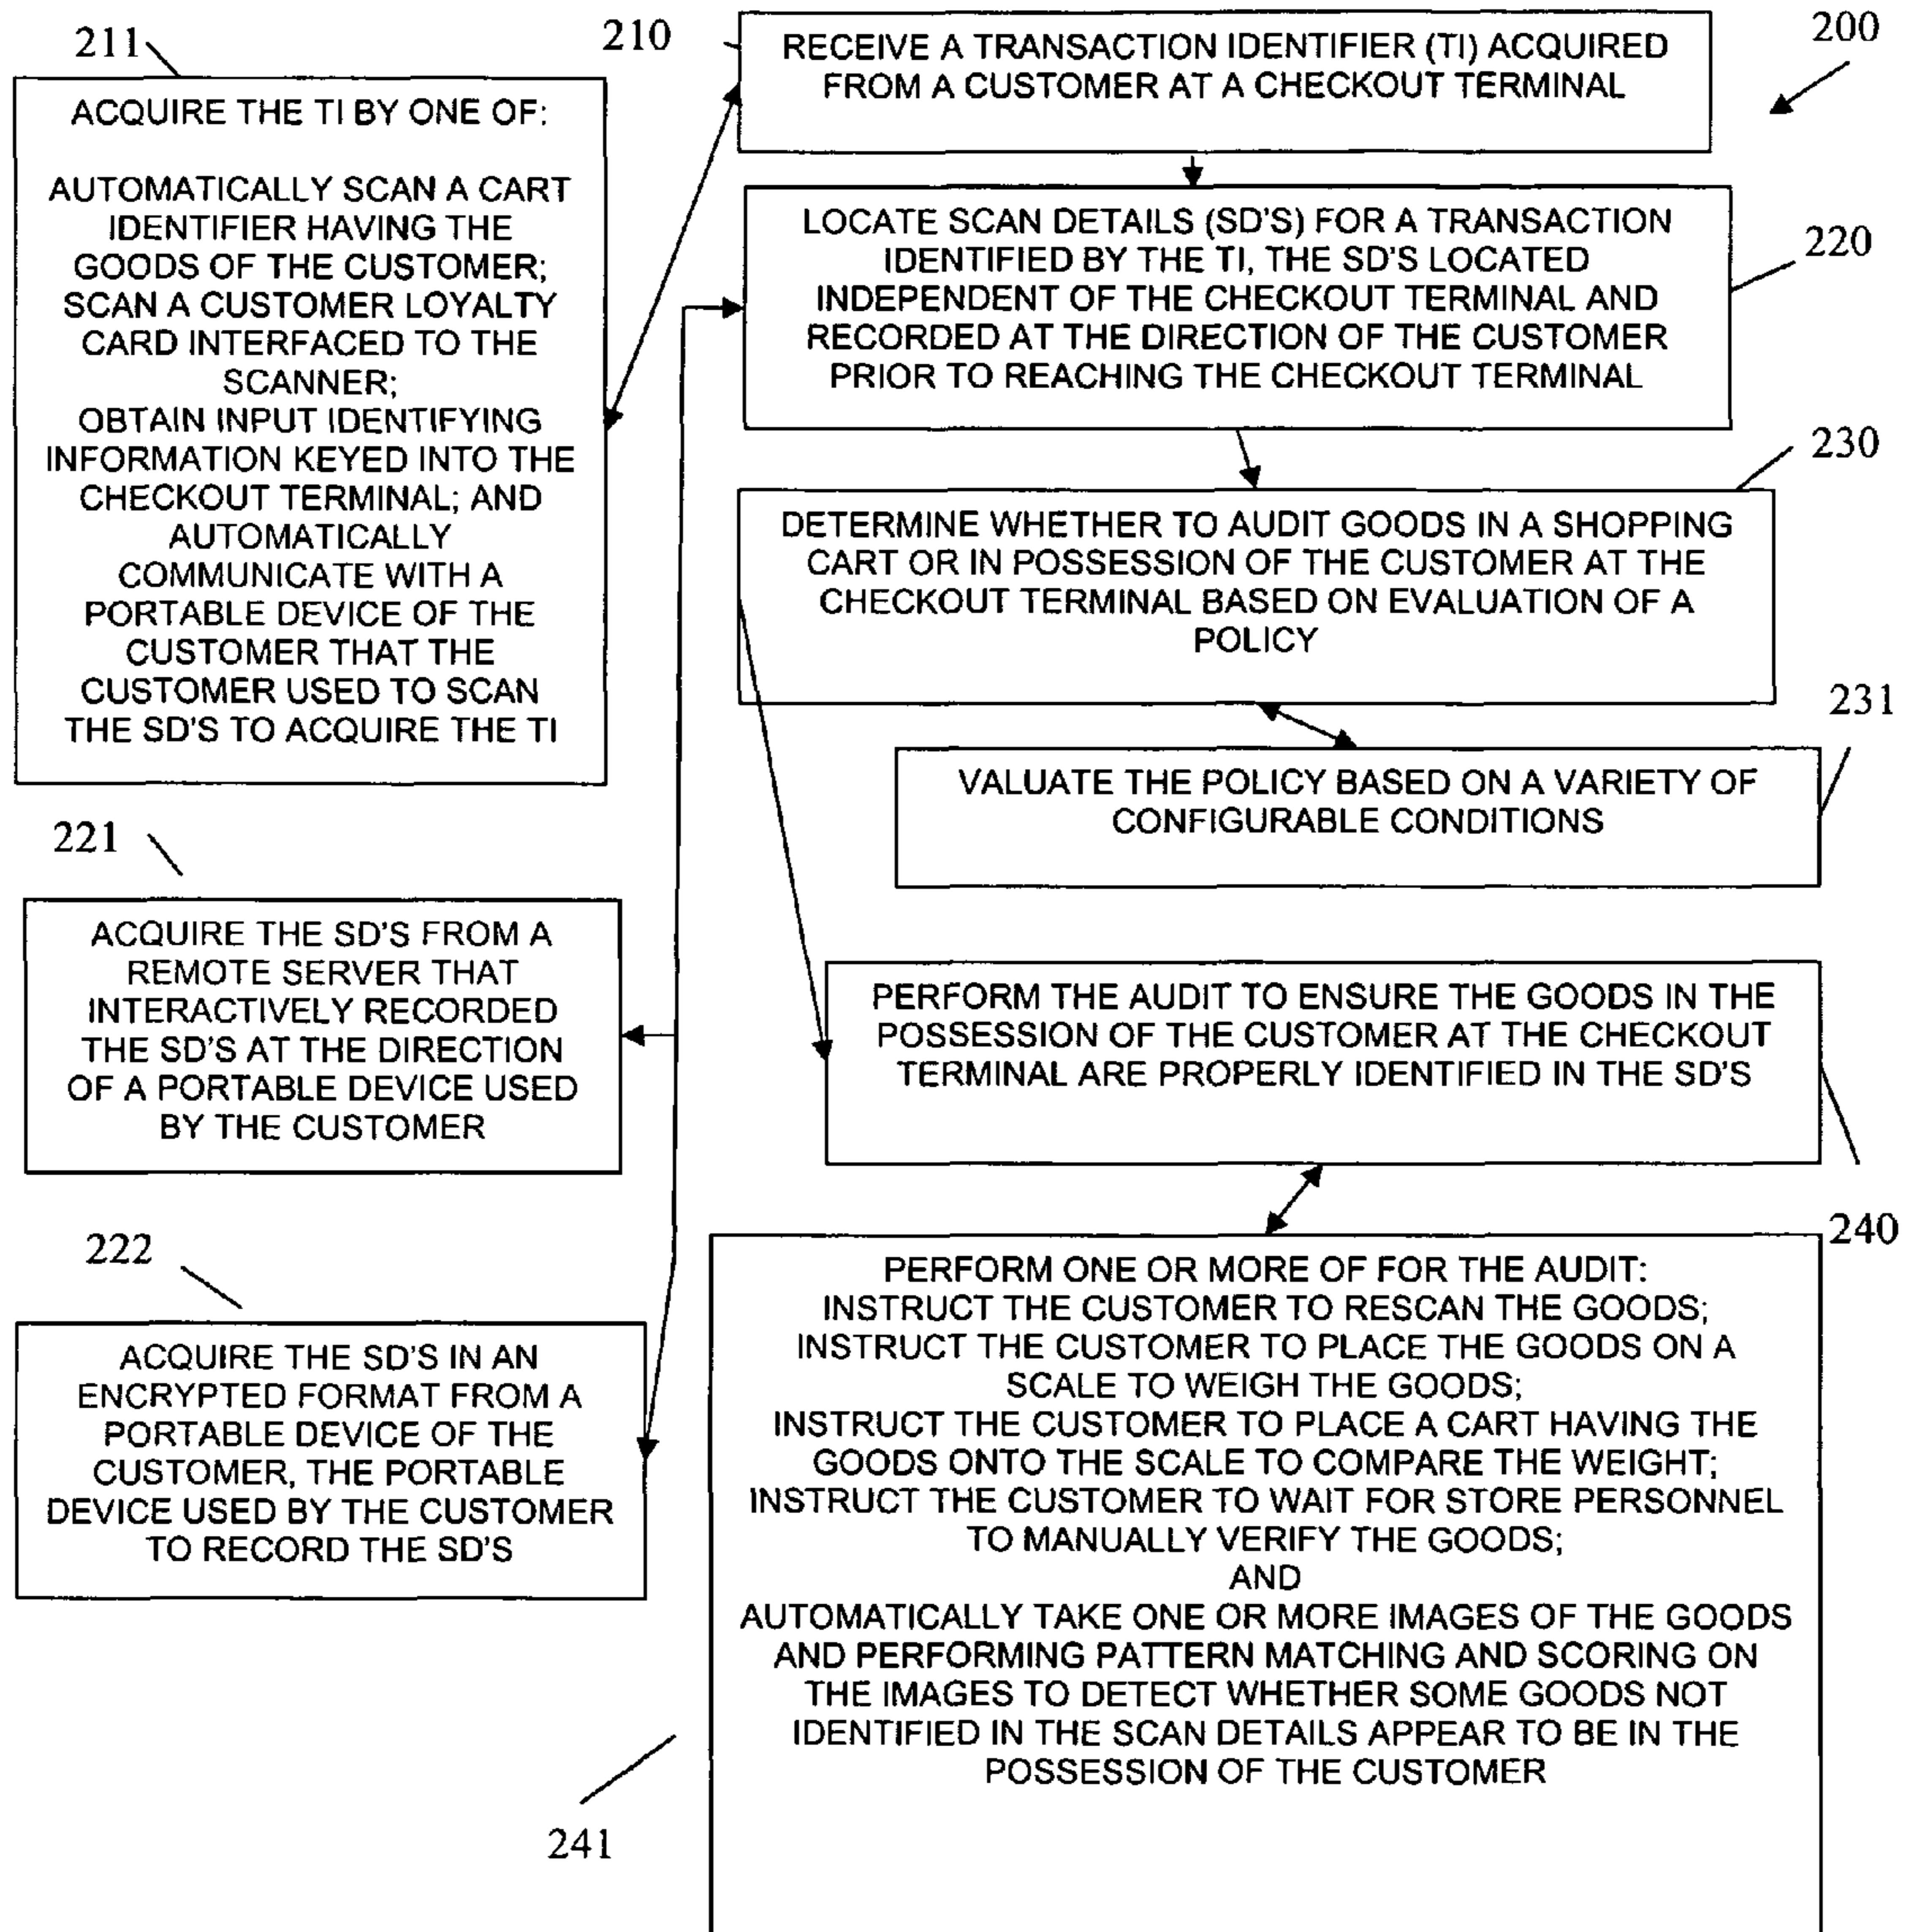 200
210
RECEIVE A TRANSACTION IDENTIFIER (TI) ACQUIRED
FROM A CUSTOMER AT A CHECKOUT TERMINAL
211
ACQUIRE THE TI BY ONE OF:
AUTOMATICALLY SCAN A CART
IDENTIFIER HAVING THE
GOODS OF THE CUSTOMER;
SCAN A CUSTOMER LOYALTY
CARD INTERFACED TO THE
SCANNER;
OBTAIN INPUT IDENTIFYING
INFORMATION KEYED INTO THE
CHECKOUT TERMINAL; AND
AUTOMATICALLY
COMMUNICATE WITH A
PORTABLE DEVICE OF THE
CUSTOMER THAT THE
CUSTOMER USED TO SCAN
THE SD'S TO ACQUIRE THE TI
220
LOCATE SCAN DETAILS (SD'S) FOR A TRANSACTION
IDENTIFIED BY THE TI, THE SD'S LOCATED
INDEPENDENT OF THE CHECKOUT TERMINAL AND
RECORDED AT THE DIRECTION OF THE CUSTOMER
PRIOR TO REACHING THE CHECKOUT TERMINAL
221
ACQUIRE THE SD'S FROM A
REMOTE SERVER THAT
INTERACTIVELY RECORDED
THE SD'S AT THE DIRECTION
OF A PORTABLE DEVICE USED
BY THE CUSTOMER
222
ACQUIRE THE SD'S IN AN
ENCRYPTED FORMAT FROM A
PORTABLE DEVICE OF THE
CUSTOMER, THE PORTABLE
DEVICE USED BY THE CUSTOMER
TO RECORD THE SD'S
230
DETERMINE WHETHER TO AUDIT GOODS IN A SHOPPING
CART OR IN POSSESSION OF THE CUSTOMER AT THE
CHECKOUT TERMINAL BASED ON EVALUATION OF A
POLICY
231
VALUATE THE POLICY BASED ON A VARIETY OF
CONFIGURABLE CONDITIONS
PERFORM THE AUDIT TO ENSURE THE GOODS IN THE
POSSESSION OF THE CUSTOMER AT THE CHECKOUT
TERMINAL ARE PROPERLY IDENTIFIED IN THE SD'S
240
PERFORM ONE OR MORE OF FOR THE AUDIT:
INSTRUCT THE CUSTOMER TO RESCAN THE GOODS;
INSTRUCT THE CUSTOMER TO PLACE THE GOODS ON A
SCALE TO WEIGH THE GOODS;
INSTRUCT THE CUSTOMER TO PLACE A CART HAVING THE
GOODS ONTO THE SCALE TO COMPARE THE WEIGHT;
INSTRUCT THE CUSTOMER TO WAIT FOR STORE PERSONNEL
TO MANUALLY VERIFY THE GOODS;
AND
AUTOMATICALLY TAKE ONE OR MORE IMAGES OF THE GOODS
AND PERFORMING PATTERN MATCHING AND SCORING ON
THE IMAGES TO DETECT WHETHER SOME GOODS NOT
IDENTIFIED IN THE SCAN DETAILS APPEAR TO BE IN THE
POSSESSION OF THE CUSTOMER
241